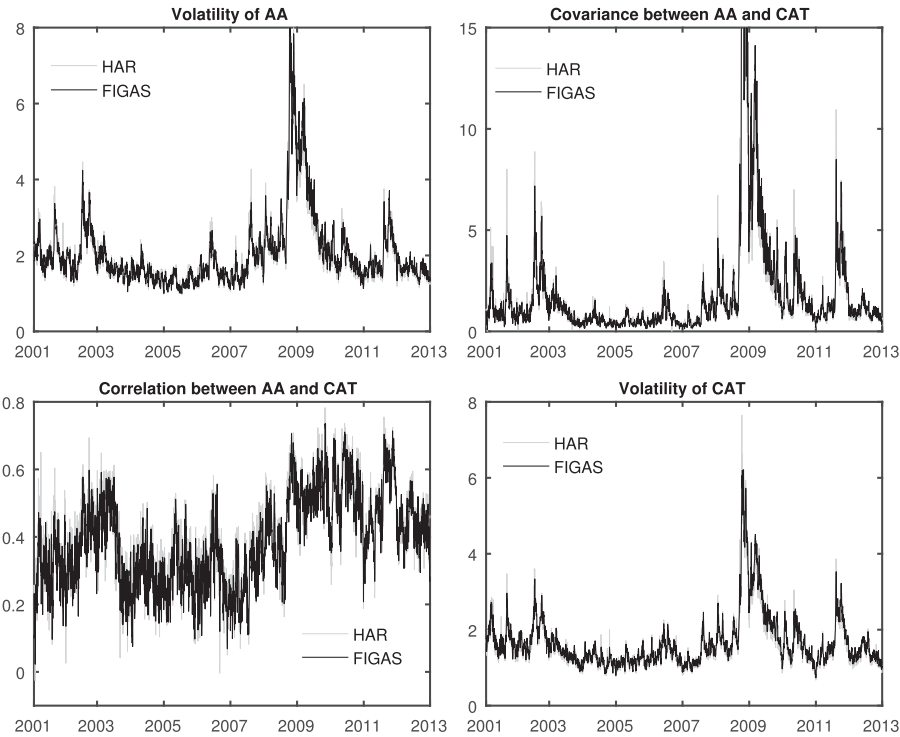 Volatility of AA
8
6
4
2
0
HAR
FIGAS
2001 2003 2005 2007 2009 2011 2013
Covariance between AA and CAT
15
10
5
0
HAR
FIGAS
2001 2003 2005 2007 2009 2011 2013
Correlation between AA and CAT
0.8
0.6
0.4
0.2
0
HAR
FIGAS
2001 2003 2005 2007 2009 2011 2013
Volatility of CAT
8
6
4
2
0
HAR
FIGAS
2001 2003 2005 2007 2009 2011 2013